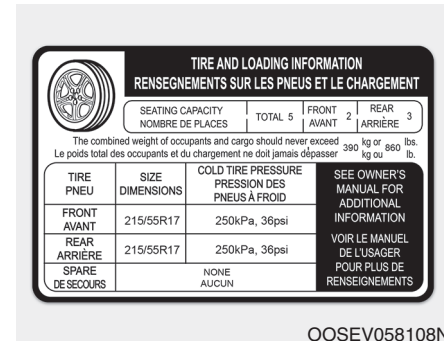 TIRE AND LOADING INFORMATION
RENSEGNEMENTS SUR LES PNEUS ET LE CHARGEMENT
SEATING CAPACITY
NOMBRE DE PLACES
TOTAL 5
FRONT
AVANT
2
REAR
ARRIÈRE
3
The combined weight of occupants and cargo should never exceed 390 kg or 860 lbs.
Le poids total des occupants et du chargement ne doit jamais dépasser kg ou lb.
TIRE
PNEU
SIZE
DIMENSIONS
COLD TIRE PRESSURE
PRESSION DES
PNEUS À FROID
FRONT
AVANT
215/55R17
250kPa, 36psi
REAR
ARRIÈRE
215/55R17
250kPa, 36psi
SPARE
DE SECOURS
NONE
AUCUN
SEE OWNER'S
MANUAL FOR
ADDITIONAL
INFORMATION
VOIR LE MANUEL
DE L'USAGER
POUR PLUS DE
RENSEIGNEMENTS
OOSEV058108N